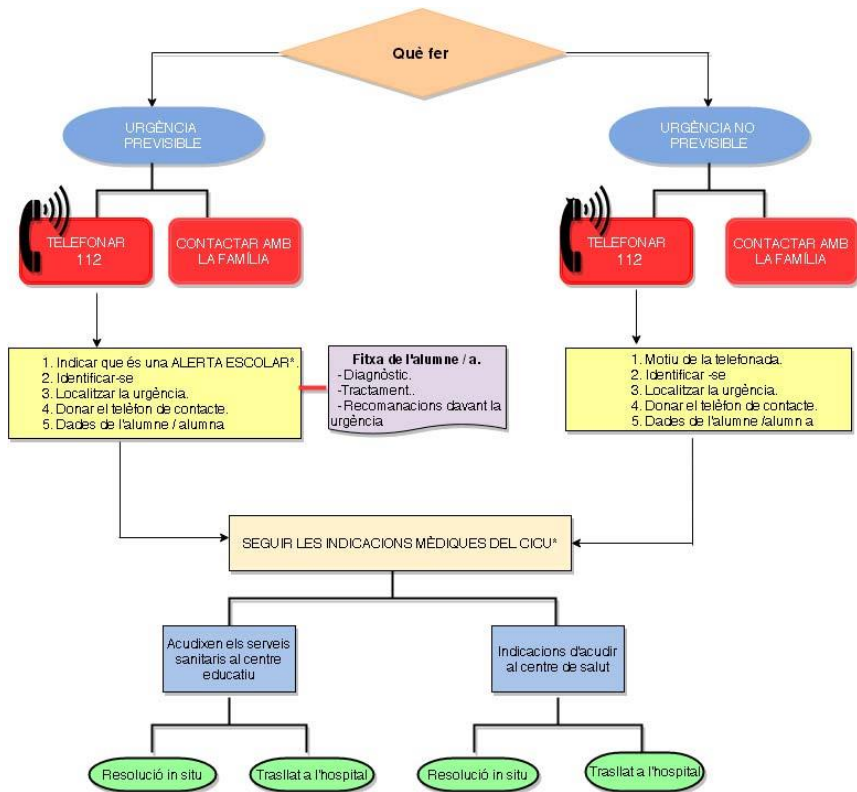 Què fer
URGÈNCIA
PREVISIBLE
URGÈNCIA NO
PREVISIBLE
TELEFONAR
112
CONTACTAR AMB
LA FAMÍLIA
TELEFONAR
112
CONTACTAR AMB
LA FAMÍLIA
1. Indicar que és una ALERTA ESCOLAR*.
2. Identificar-se
3. Localitzar la urgència.
4. Donar el telèfon de contacte.
5. Dades de l'alumne / alumna
Fitxa de l'alumne / a.
-Diagnòstic.
-Tractament..
-Recomanacions davant la
urgència
1. Motiu de la telefonada.
2. Identificar -se
3. Localitzar la urgència.
4. Donar el telèfon de contacte.
5. Dades de l'alumne /alumn a
SEGUIR LES INDICACIONS MÈDIQUES DEL CICU*
Acudixen els serveis
sanitaris al centre
educatiu
Indicacions d'acudir
al centre de salut
Resolució in situ
Trasllat a l'hospital
Resolució in situ
Trasllat a l'hospital